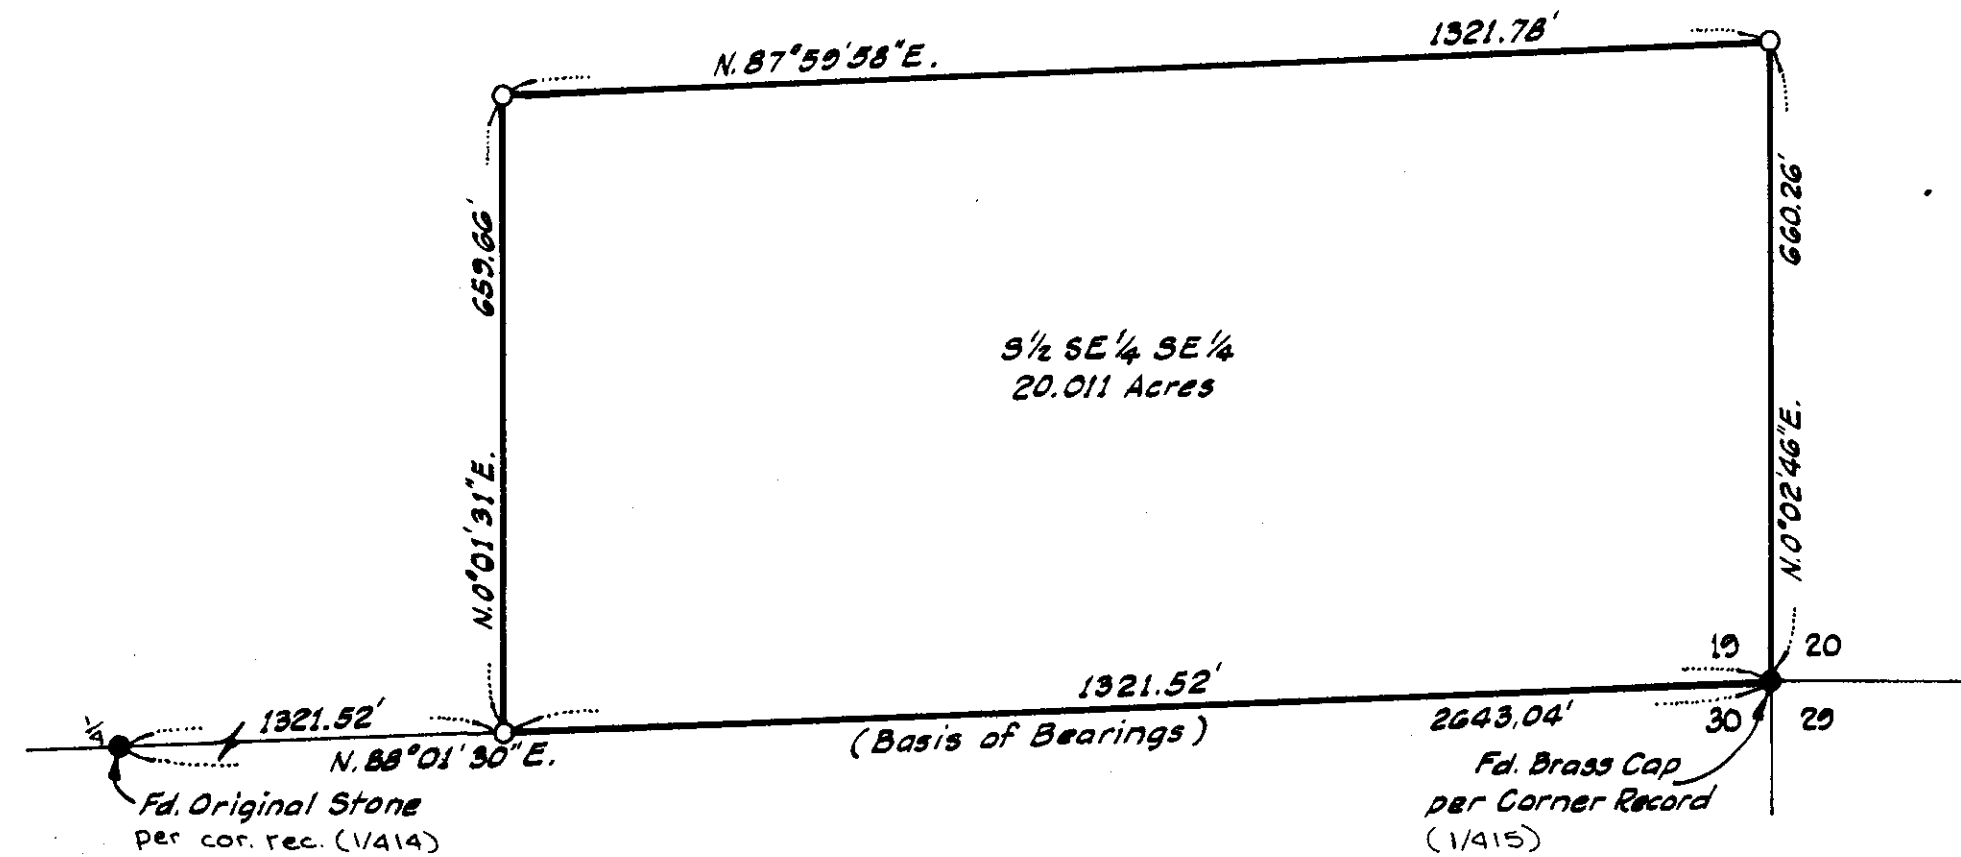 N. 87°59'58"E.
1321.78'
659.66'
N.0°01'31"E.
660.26'
N.0°02'46"E.
S½ SE¼ SE¼
20.011 Acres
19
20
30
29
1321.52'
(Basis of Bearings)
2643.04'
¼
1321.52'
N. 88°01'30"E.
Fd. Original Stone
per cor. rec. (1/414)
Fd. Brass Cap
per Corner Record
(1/415)